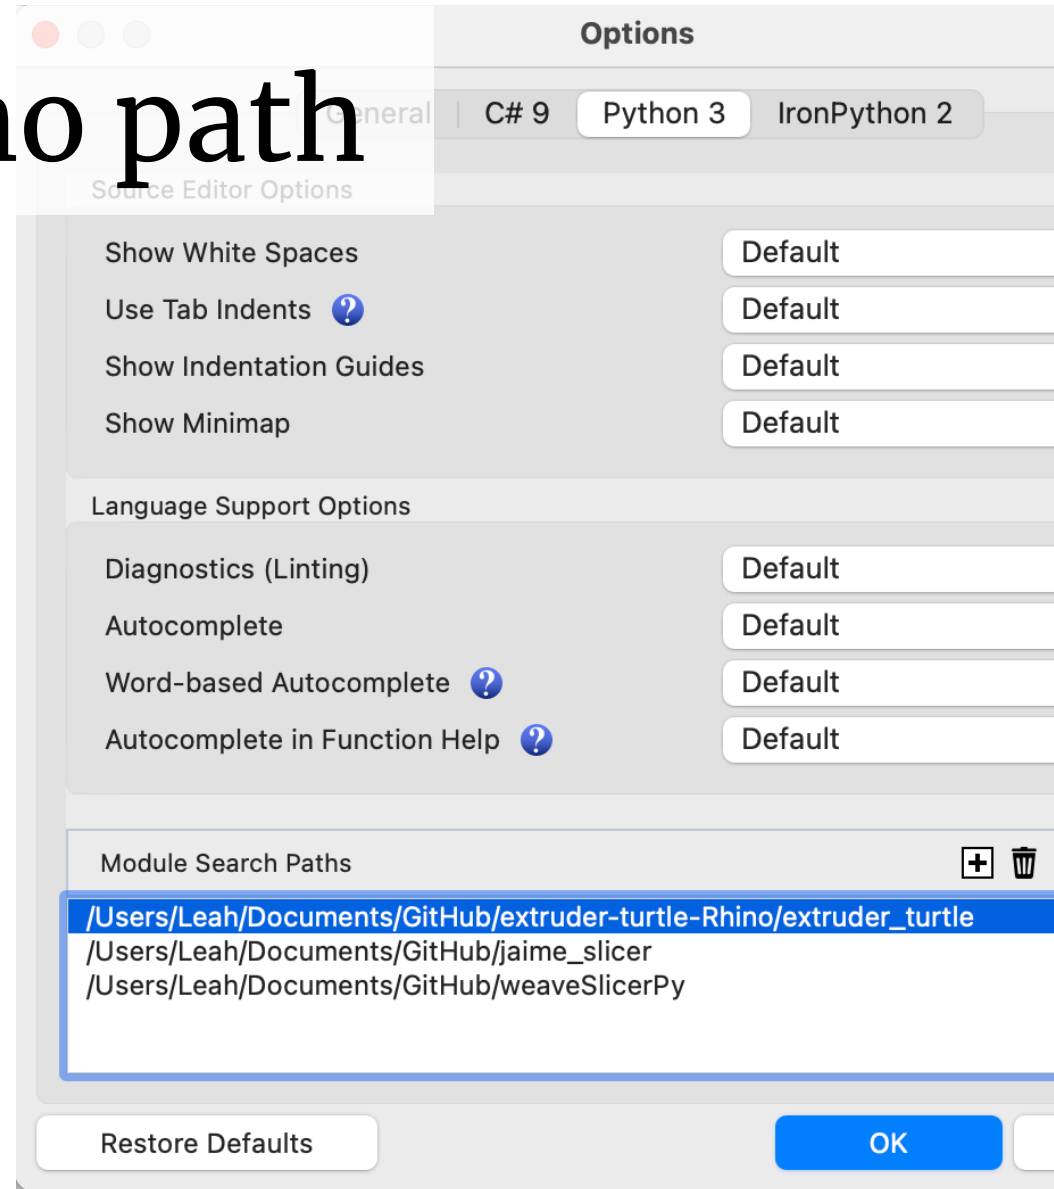 Options
no path
General
C# 9
Python 3
IronPython 2
Source Editor Options
Show White Spaces Default
Use Tab Indents ? Default
Show Indentation Guides Default
Show Minimap Default
Language Support Options
Diagnostics (Linting) Default
Autocomplete Default
Word-based Autocomplete ? Default
Autocomplete in Function Help ? Default
Module Search Paths
/Users/Leah/Documents/GitHub/extruder-turtle-Rhino/extruder_turtle
/Users/Leah/Documents/GitHub/jaime_slicer
/Users/Leah/Documents/GitHub/weaveSlicerPy
Restore Defaults OK